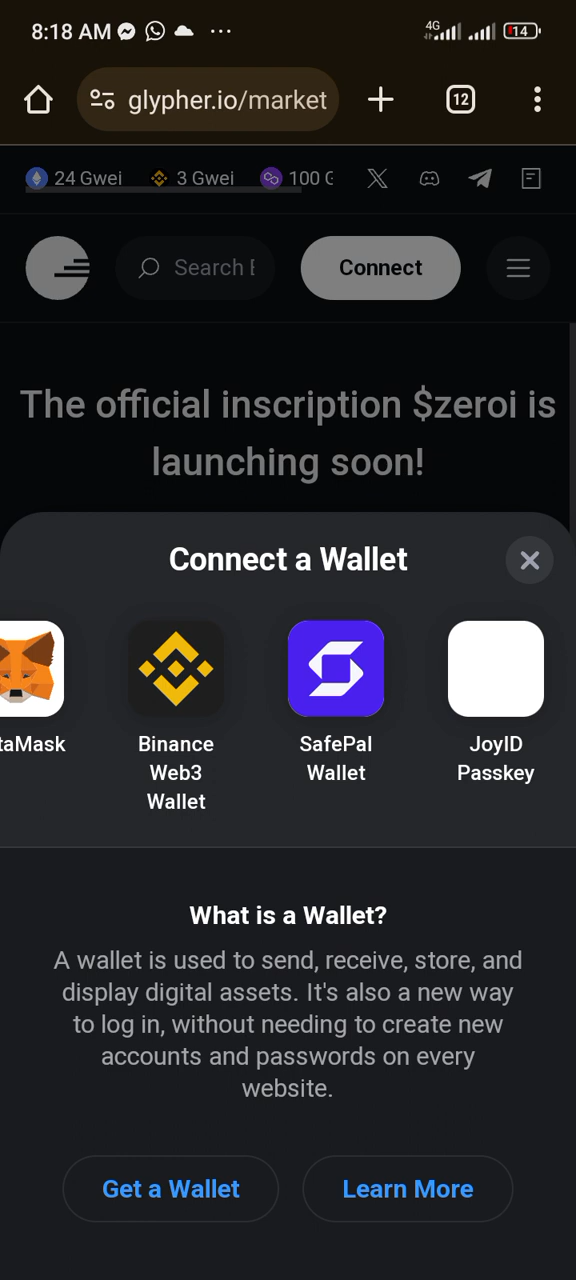 8:18 AM
4G
14
glypher.io/market
12
24 Gwei 3 Gwei 100 G
Search E
Connect
The official inscription $zeroi is
launching soon!
Connect a Wallet
taMask
Binance
Web3
Wallet
SafePal
Wallet
JoyID
Passkey
What is a Wallet?
A wallet is used to send, receive, store, and
display digital assets. It's also a new way
to log in, without needing to create new
accounts and passwords on every
website.
Get a Wallet
Learn More